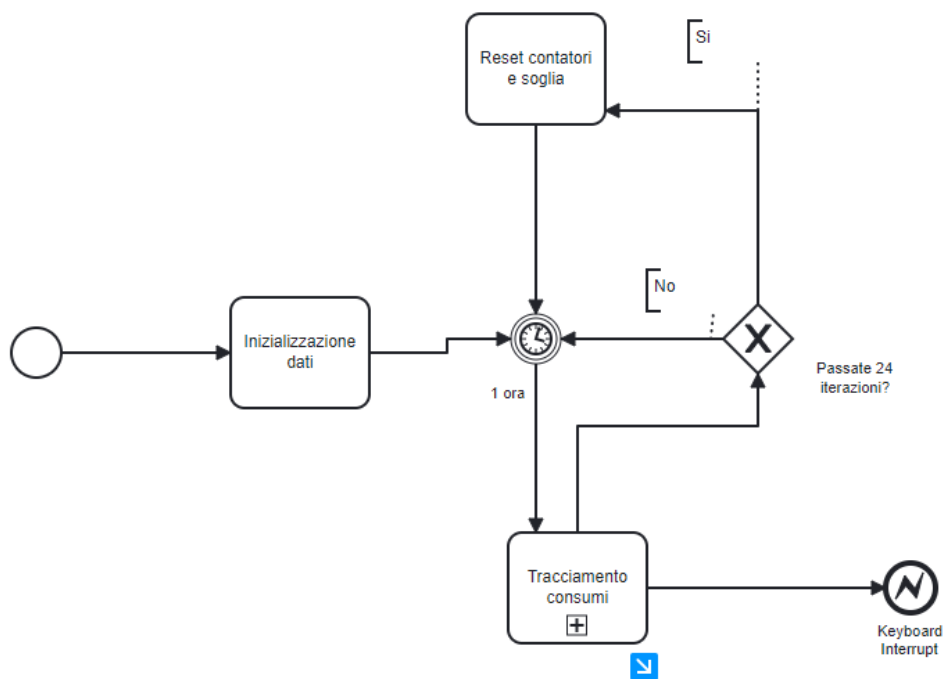 Reset contatori
e soglia
Si
No
Inizializzazione
dati
1 ora
Passate 24
iterazioni?
Tracciamento
consumi
Keyboard
Interrupt